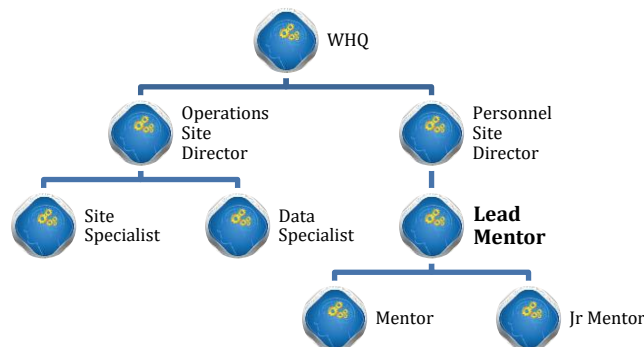 WHQ
Operations
Site
Director
Personnel
Site
Director
Site
Specialist
Data
Specialist
Lead
Mentor
Mentor
Jr Mentor